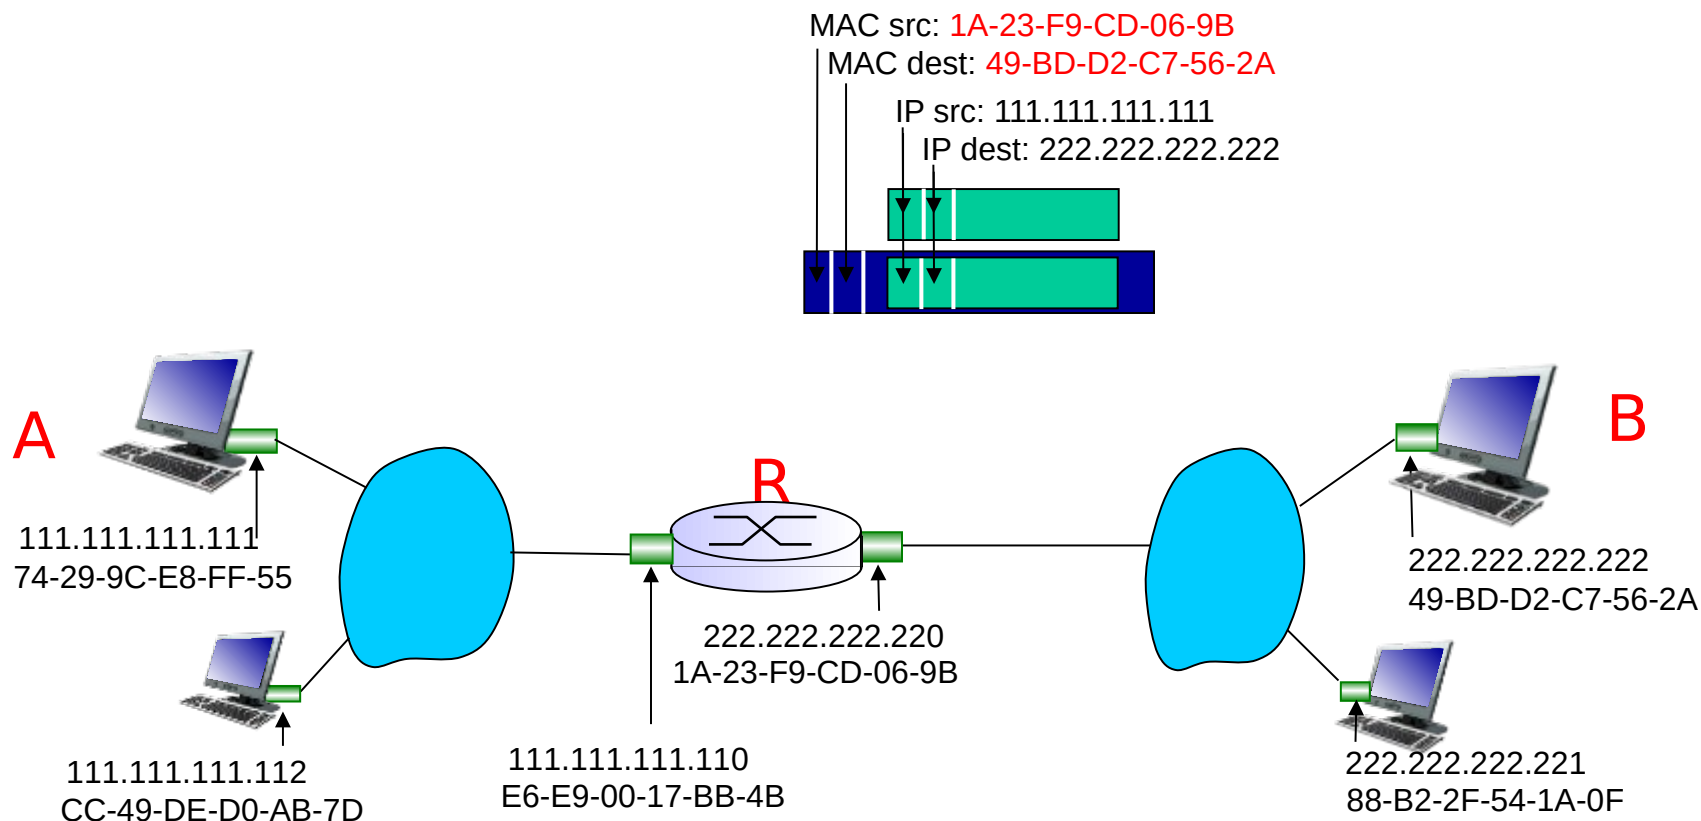 MAC src: 1A-23-F9-CD-06-9B
MAC dest: 49-BD-D2-C7-56-2A
IP src: 111.111.111.111
IP dest: 222.222.222.222
A
B
R
111.111.111.111
74-29-9C-E8-FF-55
222.222.222.222
49-BD-D2-C7-56-2A
222.222.222.220
1A-23-F9-CD-06-9B
111.111.111.112
CC-49-DE-D0-AB-7D
111.111.111.110
E6-E9-00-17-BB-4B
222.222.222.221
88-B2-2F-54-1A-0F